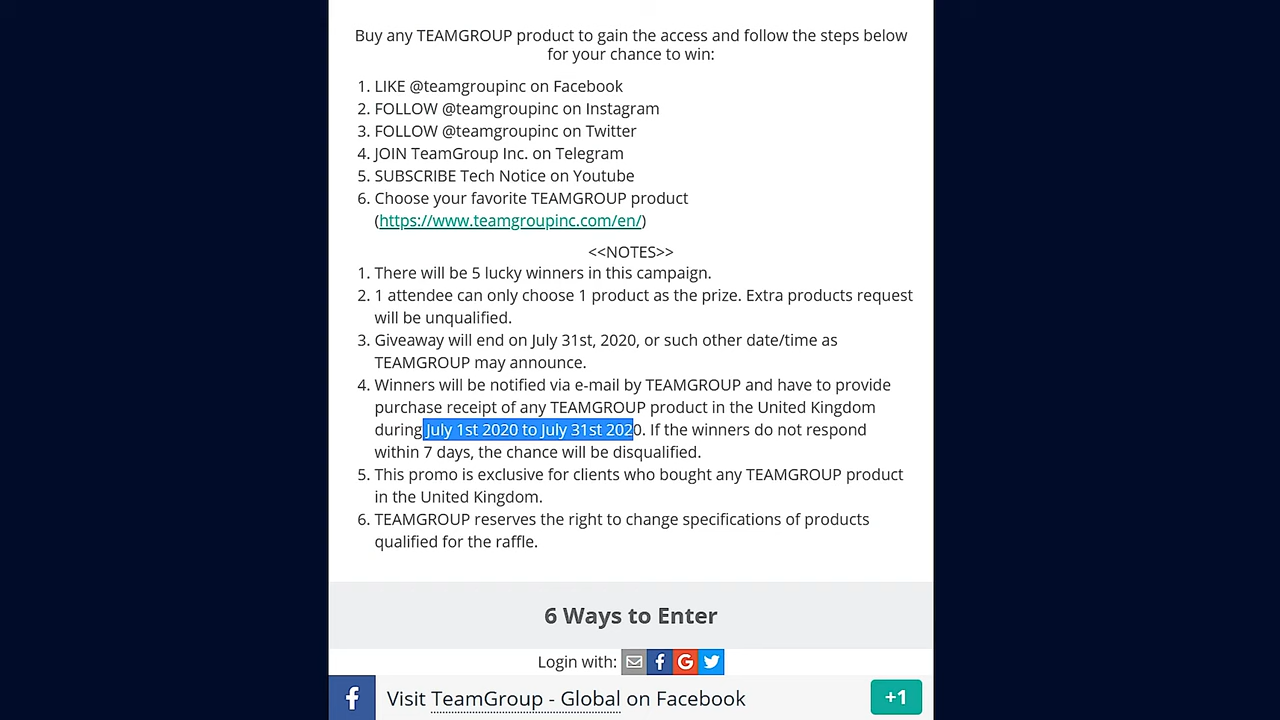 Buy any TEAMGROUP product to gain the access and follow the steps below
for your chance to win:
1. LIKE @teamgroupinc on Facebook
2. FOLLOW @teamgroupinc on Instagram
3. FOLLOW @teamgroupinc on Twitter
4. JOIN TeamGroup Inc. on Telegram
5. SUBSCRIBE Tech Notice on Youtube
6. Choose your favorite TEAMGROUP product
(https://www.teamgroupinc.com/en/)
<<NOTES>>
1. There will be 5 lucky winners in this campaign.
2. 1 attendee can only choose 1 product as the prize. Extra products request
will be unqualified.
3. Giveaway will end on July 31st, 2020, or such other date/time as
TEAMGROUP may announce.
4. Winners will be notified via e-mail by TEAMGROUP and have to provide
purchase receipt of any TEAMGROUP product in the United Kingdom
during July 1st 2020 to July 31st 2020. If the winners do not respond
within 7 days, the chance will be disqualified.
5. This promo is exclusive for clients who bought any TEAMGROUP product
in the United Kingdom.
6. TEAMGROUP reserves the right to change specifications of products
qualified for the raffle.
6 Ways to Enter
Login with:
Visit TeamGroup - Global on Facebook
+1